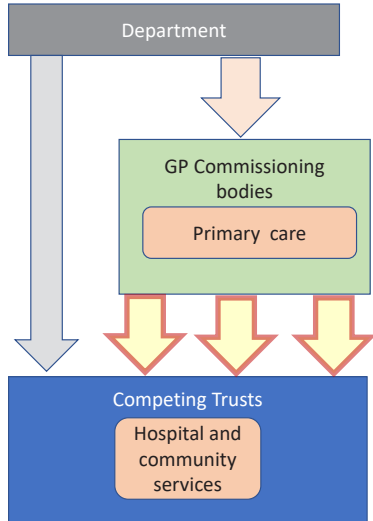 Department
GP Commissioning
bodies
Primary care
Competing Trusts
Hospital and
community
services